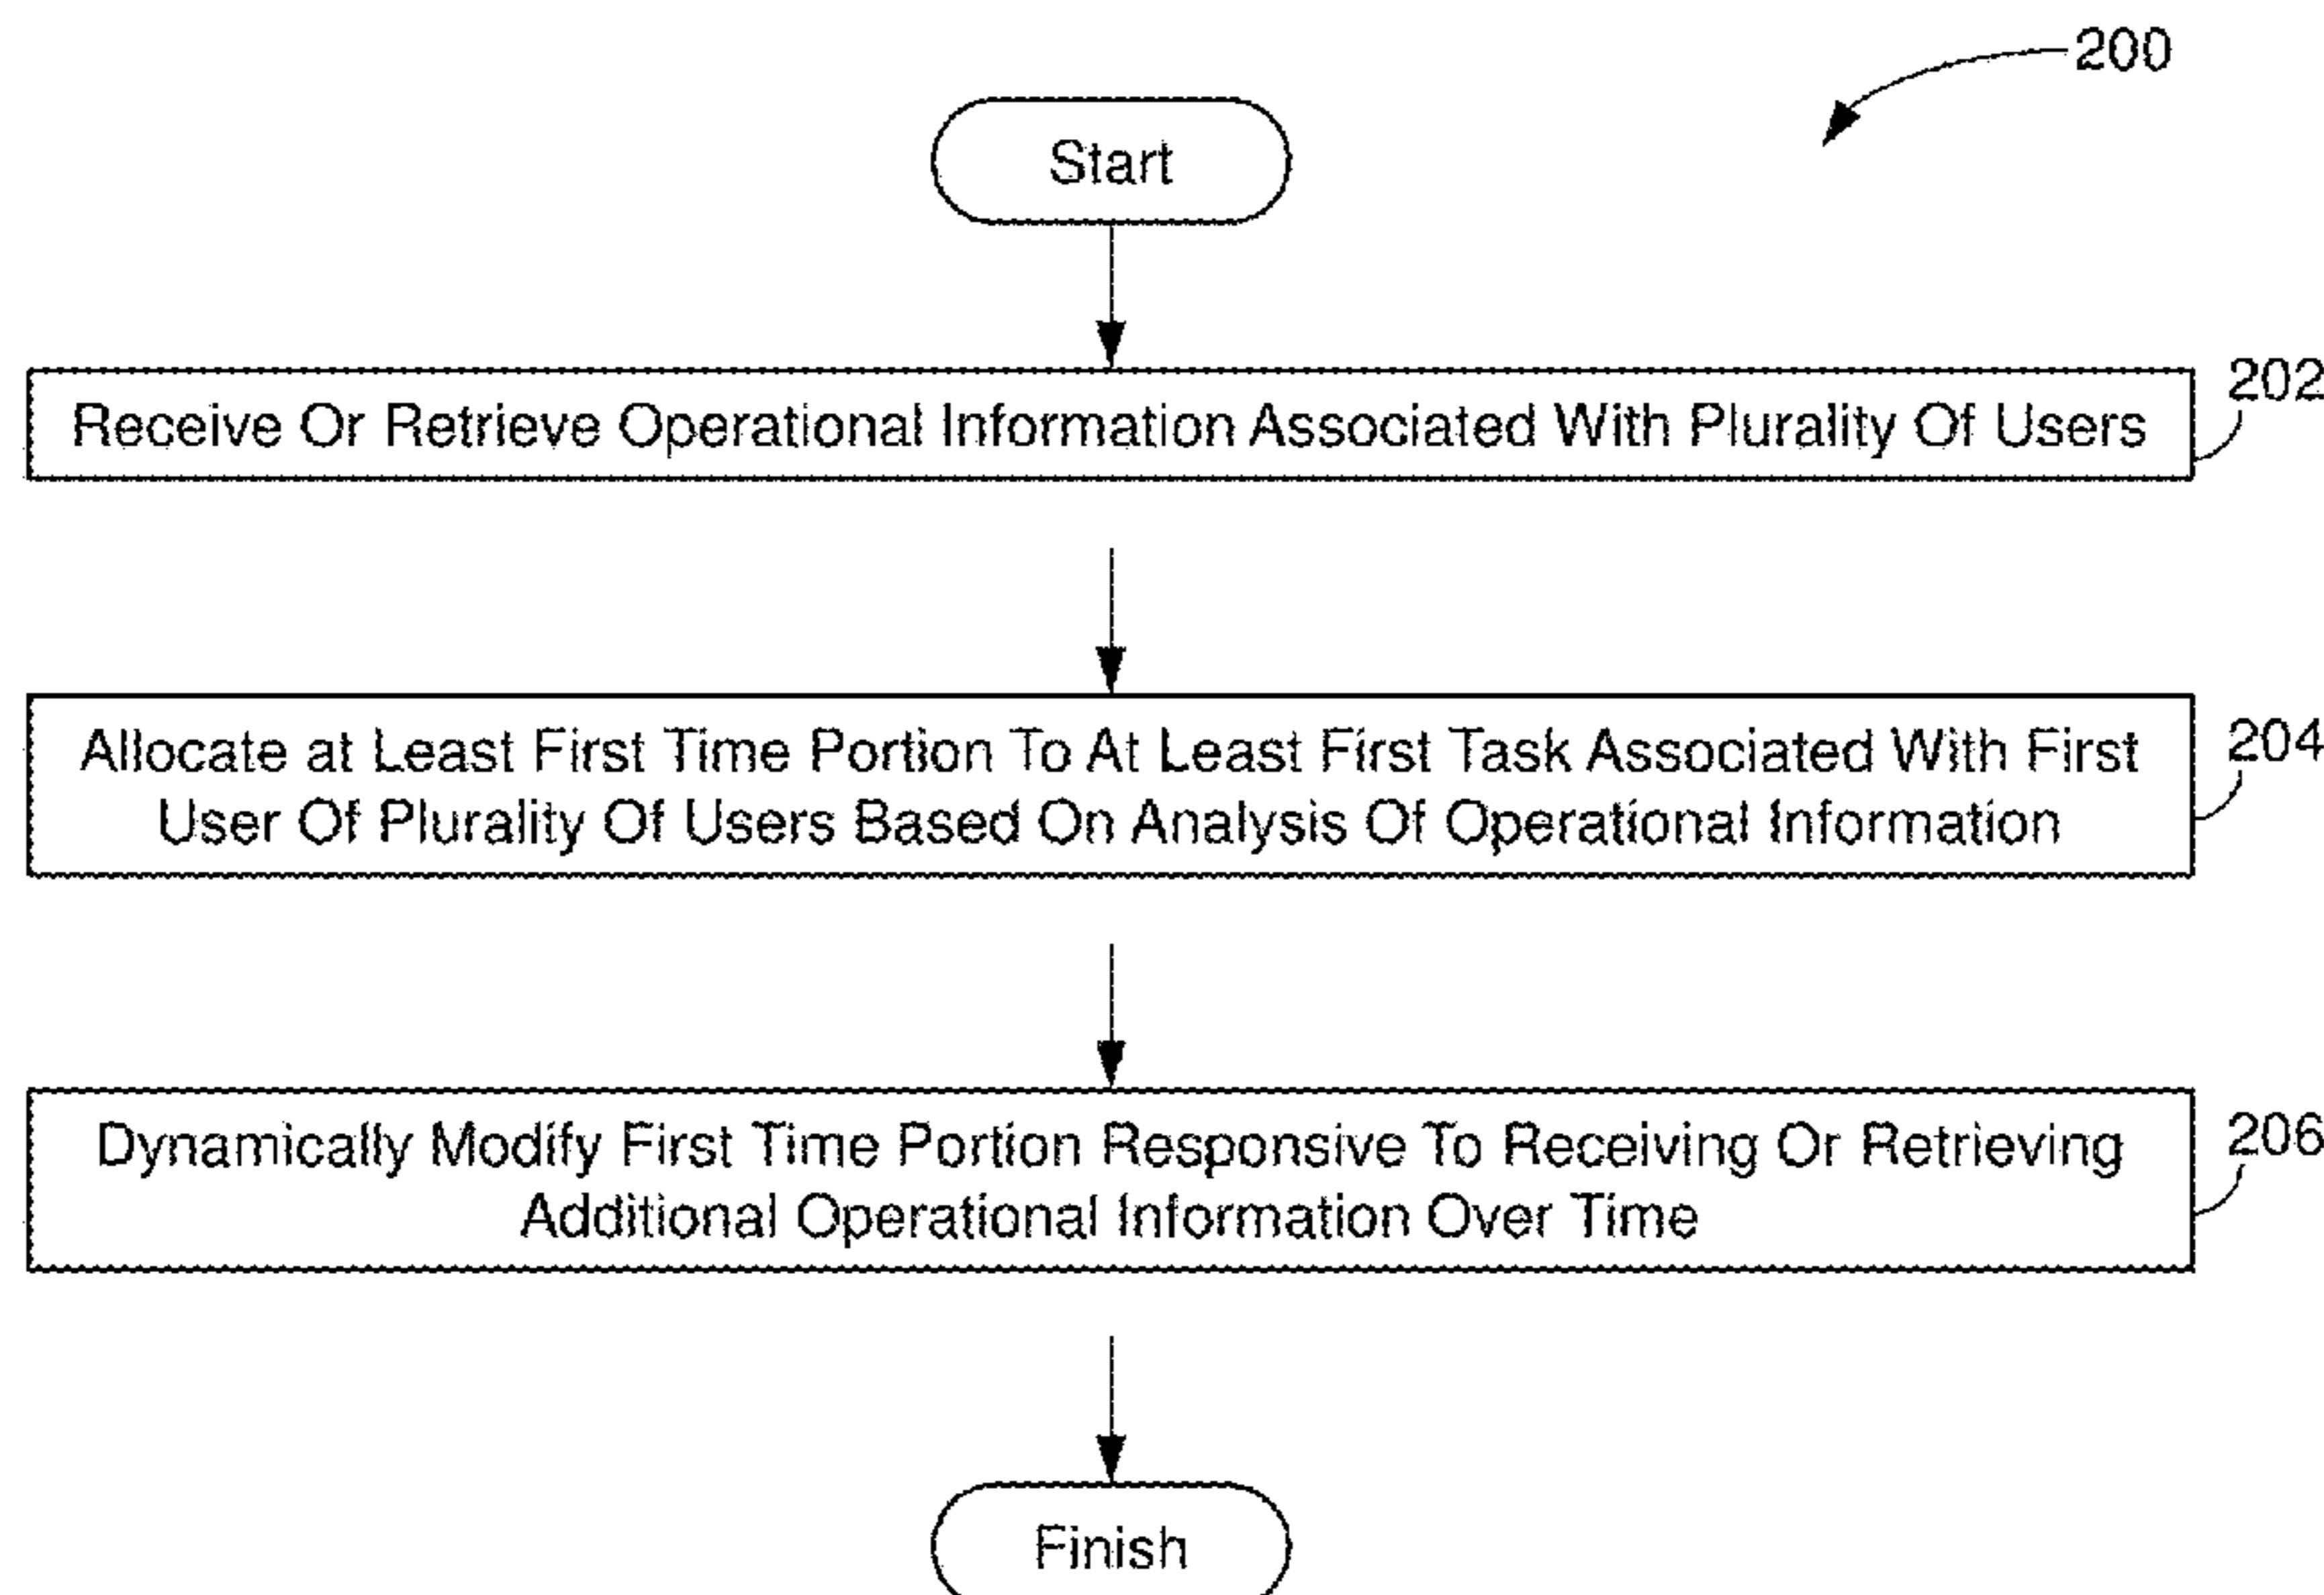 200
Start
Receive Or Retrieve Operational Information Associated With Plurality Of Users
202
Allocate at Least First Time Portion To At Least First Task Associated With First
User Of Plurality Of Users Based On Analysis Of Operational Information
204
Dynamically Modify First Time Portion Responsive To Receiving Or Retrieving
Additional Operational Information Over Time
206
Finish